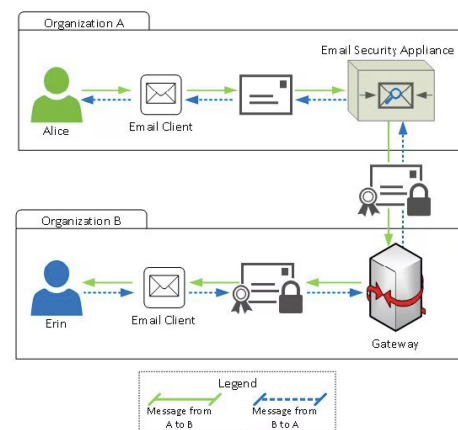 Organization A
Email Security Appliance
Alice
Email Client
Organization B
Erin
Email Client
Gateway
Legend
Message from
A to B
Message from
B to A